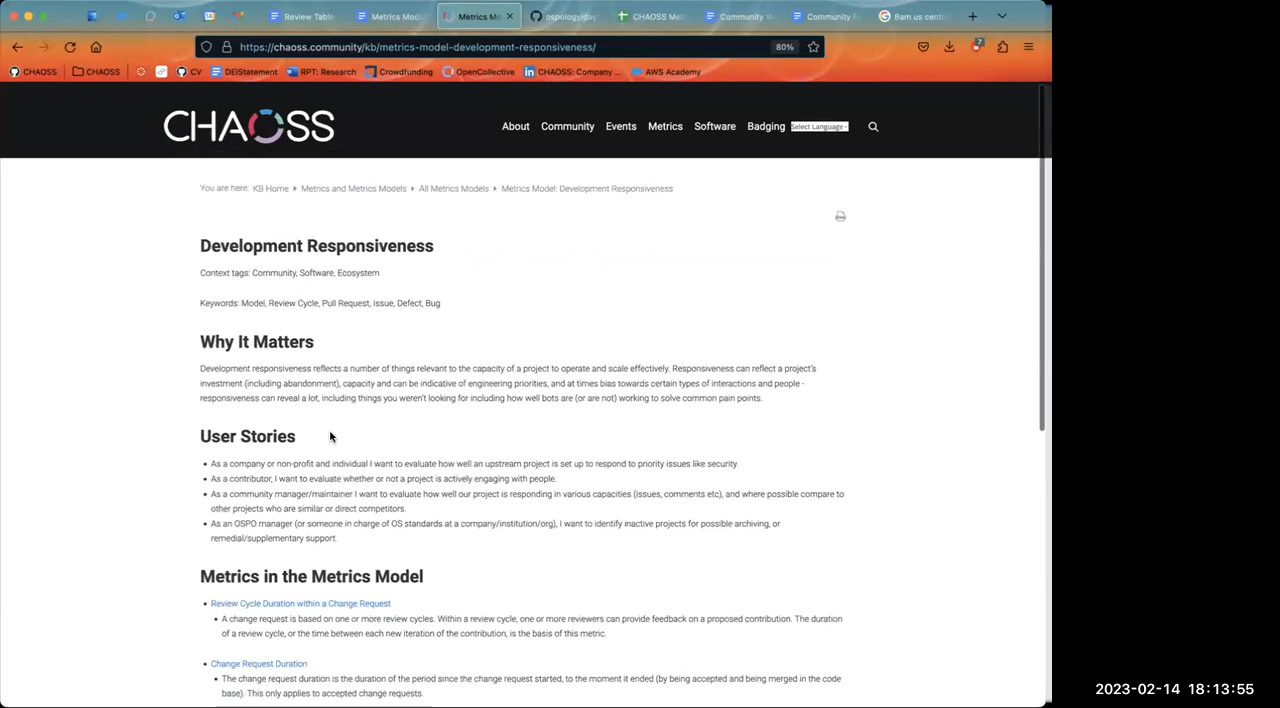 Review Table
Metrics Mod
Metrics Mo
ospology/day
CHAOSS Met
Community W
Community F
Bam us cent
https://chaoss.community/kb/metrics-model-development-responsiveness/
80%
7
CHAOSS
CHAOSS
CV
DEIStatement
RPT: Research
Crowdfunding
OpenCollective
CHAOSS: Company ...
AWS Academy
CHAOSS
About
Community
Events
Metrics
Software
Badging
Select Language
You are here: KB Home Metrics and Metrics Models All Metrics Models Metrics Model: Development Responsiveness
Development Responsiveness
Context tags: Community, Software, Ecosystem
Keywords: Model, Review Cycle, Pull Request, Issue, Defect, Bug
Why It Matters
Development responsiveness reflects a number of things relevant to the capacity of a project to operate and scale effectively. Responsiveness can reflect a project's
investment (including abandonment), capacity and can be indicative of engineering priorities, and at times bias towards certain types of interactions and people -
responsiveness can reveal a lot, including things you weren't looking for including how well bots are (or are not) working to solve common pain points.
User Stories
• As a company or non-profit and individual I want to evaluate how well an upstream project is set up to respond to priority issues like security.
• As a contributor, I want to evaluate whether or not a project is actively engaging with people.
• As a community manager/maintainer I want to evaluate how well our project is responding in various capacities (issues, comments etc), and where possible compare to
other projects who are similar or direct competitors.
• As an OSPO manager (or someone in charge of OS standards at a company/institution/org), I want to identify inactive projects for possible archiving, or
remedial/supplementary support.
Metrics in the Metrics Model
• Review Cycle Duration within a Change Request
• A change request is based on one or more review cycles. Within a review cycle, one or more reviewers can provide feedback on a proposed contribution. The duration
of a review cycle, or the time between each new iteration of the contribution, is the basis of this metric.
• Change Request Duration
• The change request duration is the duration of the period since the change request started, to the moment it ended (by being accepted and being merged in the code
base). This only applies to accepted change requests.
2023-02-14 18:13:55